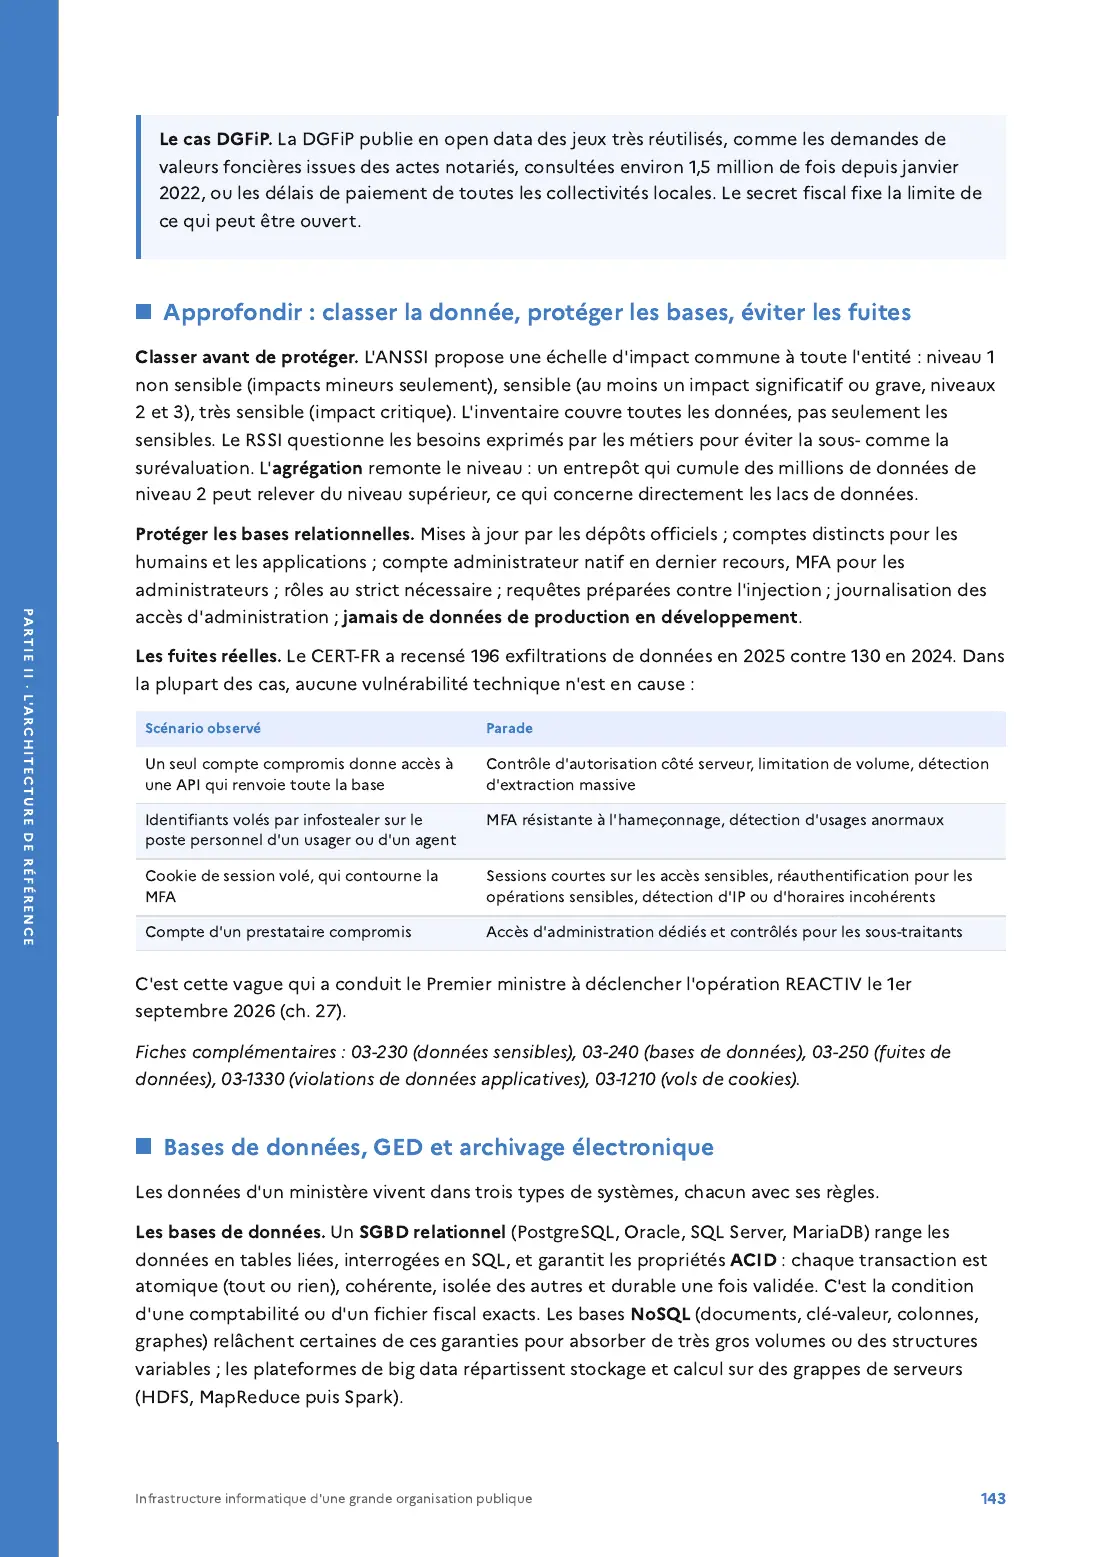 Le cas DGFiP. La DGFiP publie en open data des jeux très réutilisés, comme les demandes de
valeurs foncières issues des actes notariés, consultées environ 1,5 million de fois depuis janvier
2022, ou les délais de paiement de toutes les collectivités locales. Le secret fiscal fixe la limite de
ce qui peut être ouvert.
Approfondir : classer la donnée, protéger les bases, éviter les fuites
Classer avant de protéger. L'ANSSI propose une échelle d'impact commune à toute l'entité : niveau 1
non sensible (impacts mineurs seulement), sensible (au moins un impact significatif ou grave, niveaux
2 et 3), très sensible (impact critique). L'inventaire couvre toutes les données, pas seulement les
sensibles. Le RSSI questionne les besoins exprimés par les métiers pour éviter la sous- comme la
surévaluation. L'agrégation remonte le niveau : un entrepôt qui cumule des millions de données de
niveau 2 peut relever du niveau supérieur, ce qui concerne directement les lacs de données.
Protéger les bases relationnelles. Mises à jour par les dépôts officiels ; comptes distincts pour les
humains et les applications ; compte administrateur natif en dernier recours, MFA pour les
administrateurs ; rôles au strict nécessaire ; requêtes préparées contre l'injection ; journalisation des
accès d'administration ; jamais de données de production en développement.
Les fuites réelles. Le CERT-FR a recensé 196 exfiltrations de données en 2025 contre 130 en 2024. Dans
la plupart des cas, aucune vulnérabilité technique n'est en cause :
Scénario observé Parade
Un seul compte compromis donne accès à Contrôle d'autorisation côté serveur, limitation de volume, détection
une API qui renvoie toute la base d'extraction massive
Identifiants volés par infostealer sur le MFA résistante à l'hameçonnage, détection d'usages anormaux
poste personnel d'un usager ou d'un agent
Cookie de session volé, qui contourne la Sessions courtes sur les accès sensibles, réauthentification pour les
MFA opérations sensibles, détection d'IP ou d'horaires incohérents
Compte d'un prestataire compromis Accès d'administration dédiés et contrôlés pour les sous-traitants
C'est cette vague qui a conduit le Premier ministre à déclencher l'opération REACTIV le 1er
septembre 2026 (ch. 27).
Fiches complémentaires : 03-230 (données sensibles), 03-240 (bases de données), 03-250 (fuites de
données), 03-1330 (violations de données applicatives), 03-1210 (vols de cookies).
Bases de données, GED et archivage électronique
Les données d'un ministère vivent dans trois types de systèmes, chacun avec ses règles.
Les bases de données. Un SGBD relationnel (PostgreSQL, Oracle, SQL Server, MariaDB) range les
données en tables liées, interrogées en SQL, et garantit les propriétés ACID : chaque transaction est
atomique (tout ou rien), cohérente, isolée des autres et durable une fois validée. C'est la condition
d'une comptabilité ou d'un fichier fiscal exacts. Les bases NoSQL (documents, clé-valeur, colonnes,
graphes) relâchent certaines de ces garanties pour absorber de très gros volumes ou des structures
variables ; les plateformes de big data répartissent stockage et calcul sur des grappes de serveurs
(HDFS, MapReduce puis Spark).
PARTIE II · L'ARCHITECTURE DE RÉFÉRENCE
Infrastructure informatique d'une grande organisation publique 143